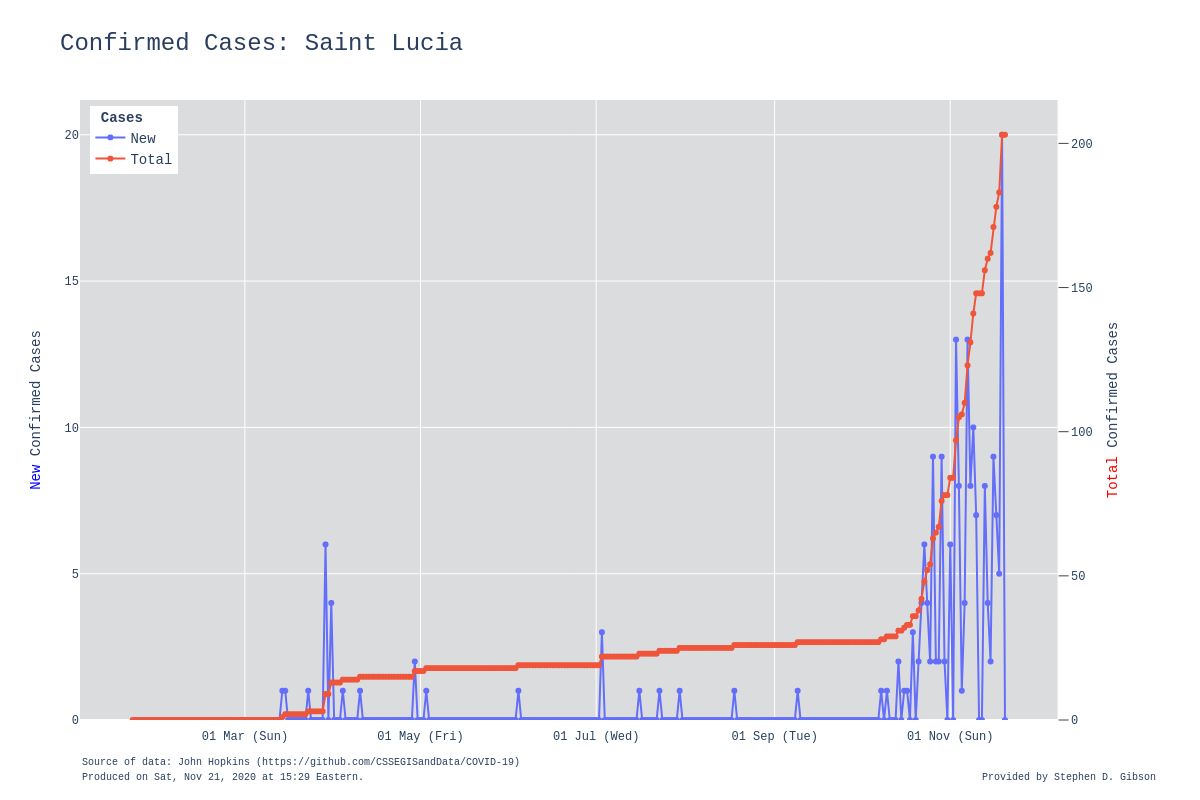 Confirmed Cases: Saint Lucia
Cases
New
Total
20
15
10
5
0
200
150
100
50
0
New Confirmed Cases
Total Confirmed Cases
01 Mar (Sun)
01 May (Fri)
01 Jul (Wed)
01 Sep (Tue)
01 Nov (Sun)
Source of data: John Hopkins (https://github.com/CSSEGISandData/COVID-19)
Produced on Sat, Nov 21, 2020 at 15:29 Eastern.
Provided by Stephen D. Gibson